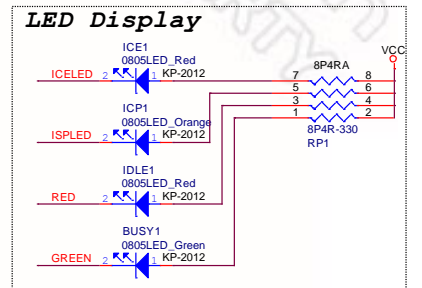 LED Display
ICE1
0805LED_Red
ICELED 2 1 KP-2012
ICP1
0805LED_Orange
ISPLED 2 1 KP-2012
IDLE1
0805LED_Red
RED 2 1 KP-2012
BUSY1
0805LED_Green
GREEN 2 1 KP-2012
VCC
8P4RA
7 8
5 6
3 4
1 2
8P4R-330
RP1